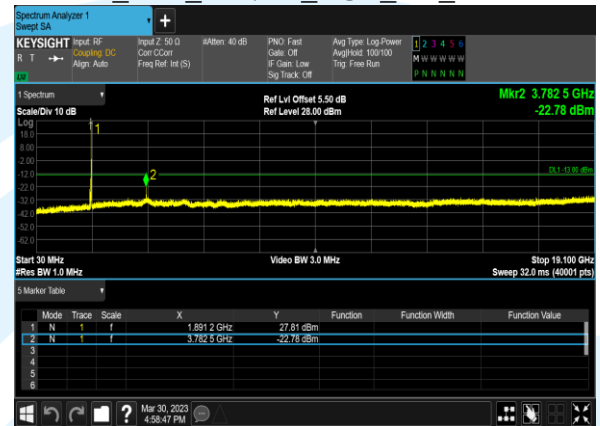 Spectrum Analyzer 1
Swept SA
KEYSIGHT Input: RF Input Z: 50 Ω #Atten: 40 dB PNO: Fast Avg Type: Log-Power 1 2 3 4 5 6
R T Coupling: DC Corr CCorr Gate: Off Avg|Hold: 100/100 M W W W W W
Align: Auto Freq Ref: Int (S) IF Gain: Low Trig: Free Run
Sig Track: Off P N N N N N
1 Spectrum Ref Lvl Offset 5.50 dB Mkr2 3.782 5 GHz
Scale/Div 10 dB Ref Level 28.00 dBm -22.78 dBm
Log
18.0
8.00
-2.00
-12.0
-22.0
-32.0
-42.0
-52.0
-62.0
1
2
DL1 -13.00 dBm
Start 30 MHz Video BW 3.0 MHz Stop 19.100 GHz
#Res BW 1.0 MHz Sweep 32.0 ms (40001 pts)
5 Marker Table
Mode Trace Scale X Y Function Function Width Function Value
1 N 1 f 1.891 2 GHz 27.81 dBm
2 N 1 f 3.782 5 GHz -22.78 dBm
3
4
5
6
? Mar 30, 2023
4:58:47 PM